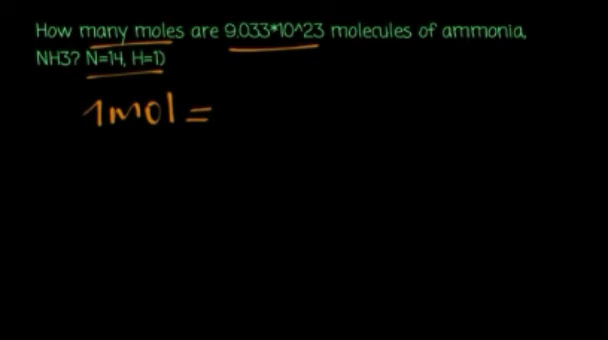 How many moles are 9.033*10^23 molecules of ammonia,
NH3? N=14, H=1)
1mol =